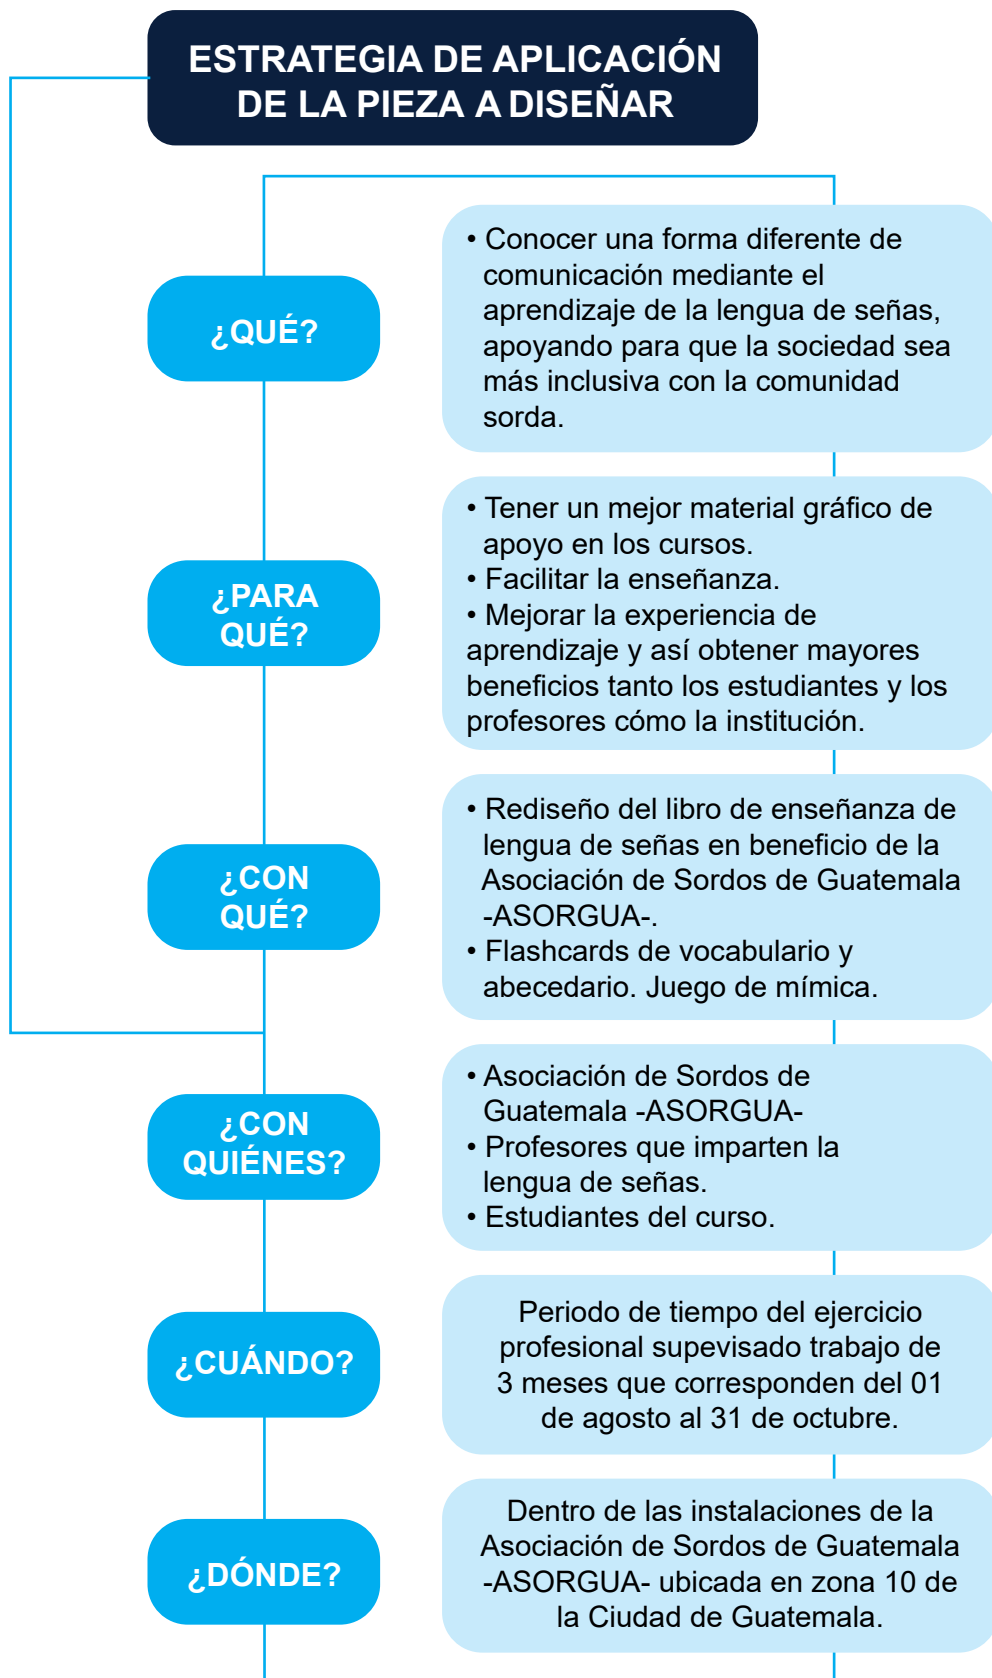 ESTRATEGIA DE APLICACIÓN
DE LA PIEZA A DISEÑAR
¿QUÉ?
• Conocer una forma diferente de
comunicación mediante el
aprendizaje de la lengua de señas,
apoyando para que la sociedad sea
más inclusiva con la comunidad
sorda.
¿PARA
QUÉ?
• Tener un mejor material gráfico de
apoyo en los cursos.
• Facilitar la enseñanza.
• Mejorar la experiencia de
aprendizaje y así obtener mayores
beneficios tanto los estudiantes y los
profesores cómo la institución.
¿CON
QUÉ?
• Rediseño del libro de enseñanza de
lengua de señas en beneficio de la
Asociación de Sordos de Guatemala
-ASORGUA-.
• Flashcards de vocabulario y
abecedario. Juego de mímica.
¿CON
QUIÉNES?
• Asociación de Sordos de
Guatemala -ASORGUA-
• Profesores que imparten la
lengua de señas.
• Estudiantes del curso.
¿CUÁNDO?
Periodo de tiempo del ejercicio
profesional supevisado trabajo de
3 meses que corresponden del 01
de agosto al 31 de octubre.
¿DÓNDE?
Dentro de las instalaciones de la
Asociación de Sordos de Guatemala
-ASORGUA- ubicada en zona 10 de
la Ciudad de Guatemala.